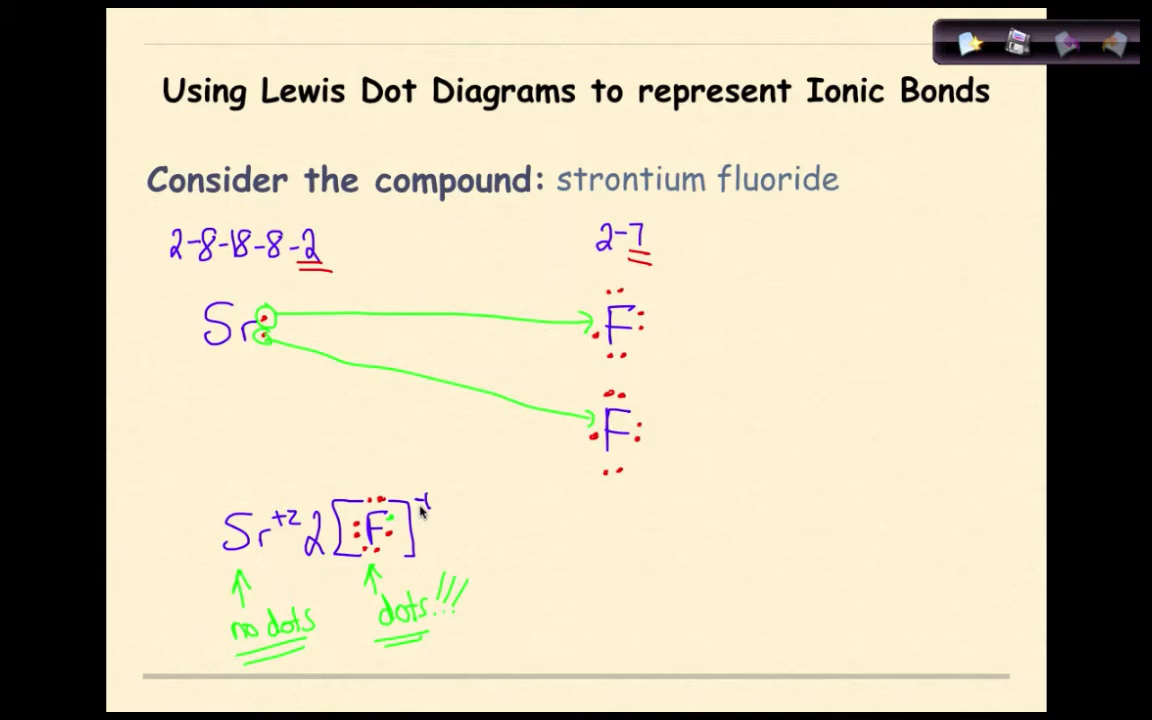 Using Lewis Dot Diagrams to represent Ionic Bonds
Consider the compound: strontium fluoride
2-8-18-8-2
2-7
Sr
F
F
Sr+2 2[F]-1
no dots
dots!!!